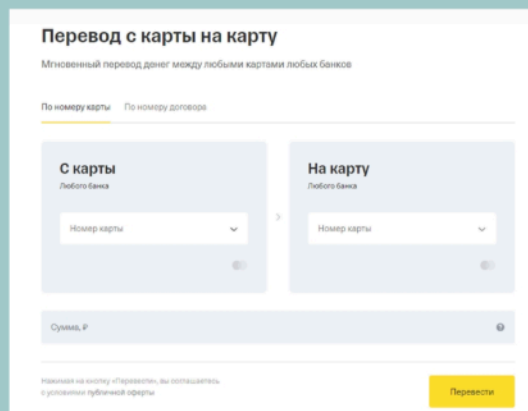 Перевод с карты на карту
Мгновенный перевод денег между любыми картами любых банков
По номеру карты По номеру договора
С карты
Любого банка
Номер карты
На карту
Любого банка
Номер карты
Сумма, ₽
Нажимая на кнопку «Перевести», вы соглашаетесь
с условиями публичной оферты
Перевести